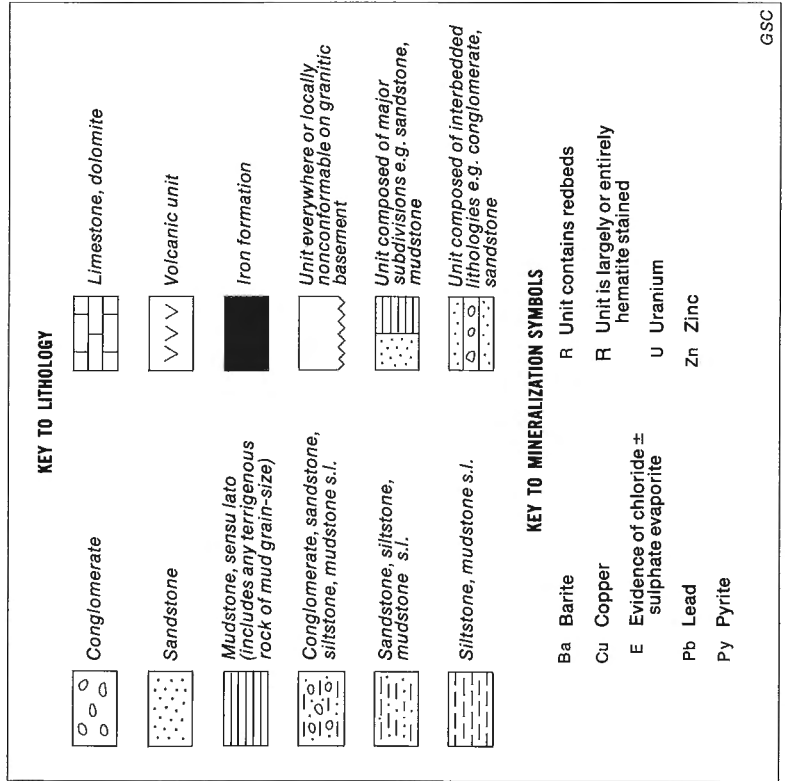 KEY TO LITHOLOGY
Conglomerate
Sandstone
Mudstone, sensu lato
(includes any terrigenous
rock of mud grain-size)
Conglomerate, sandstone,
siltstone, mudstone s.l.
Sandstone, siltstone,
mudstone s.l.
Siltstone, mudstone s.l.
Limestone, dolomite
Volcanic unit
Iron formation
Unit everywhere or locally
nonconformable on granitic
basement
Unit composed of major
subdivisions e.g. sandstone,
mudstone
Unit composed of interbedded
lithologies e.g. conglomerate,
sandstone
KEY TO MINERALIZATION SYMBOLS
Ba Barite
Cu Copper
E Evidence of chloride ±
sulphate evaporite
Pb Lead
Py Pyrite
R Unit contains redbeds
R Unit is largely or entirely
hematite stained
U Uranium
Zn Zinc
GSC